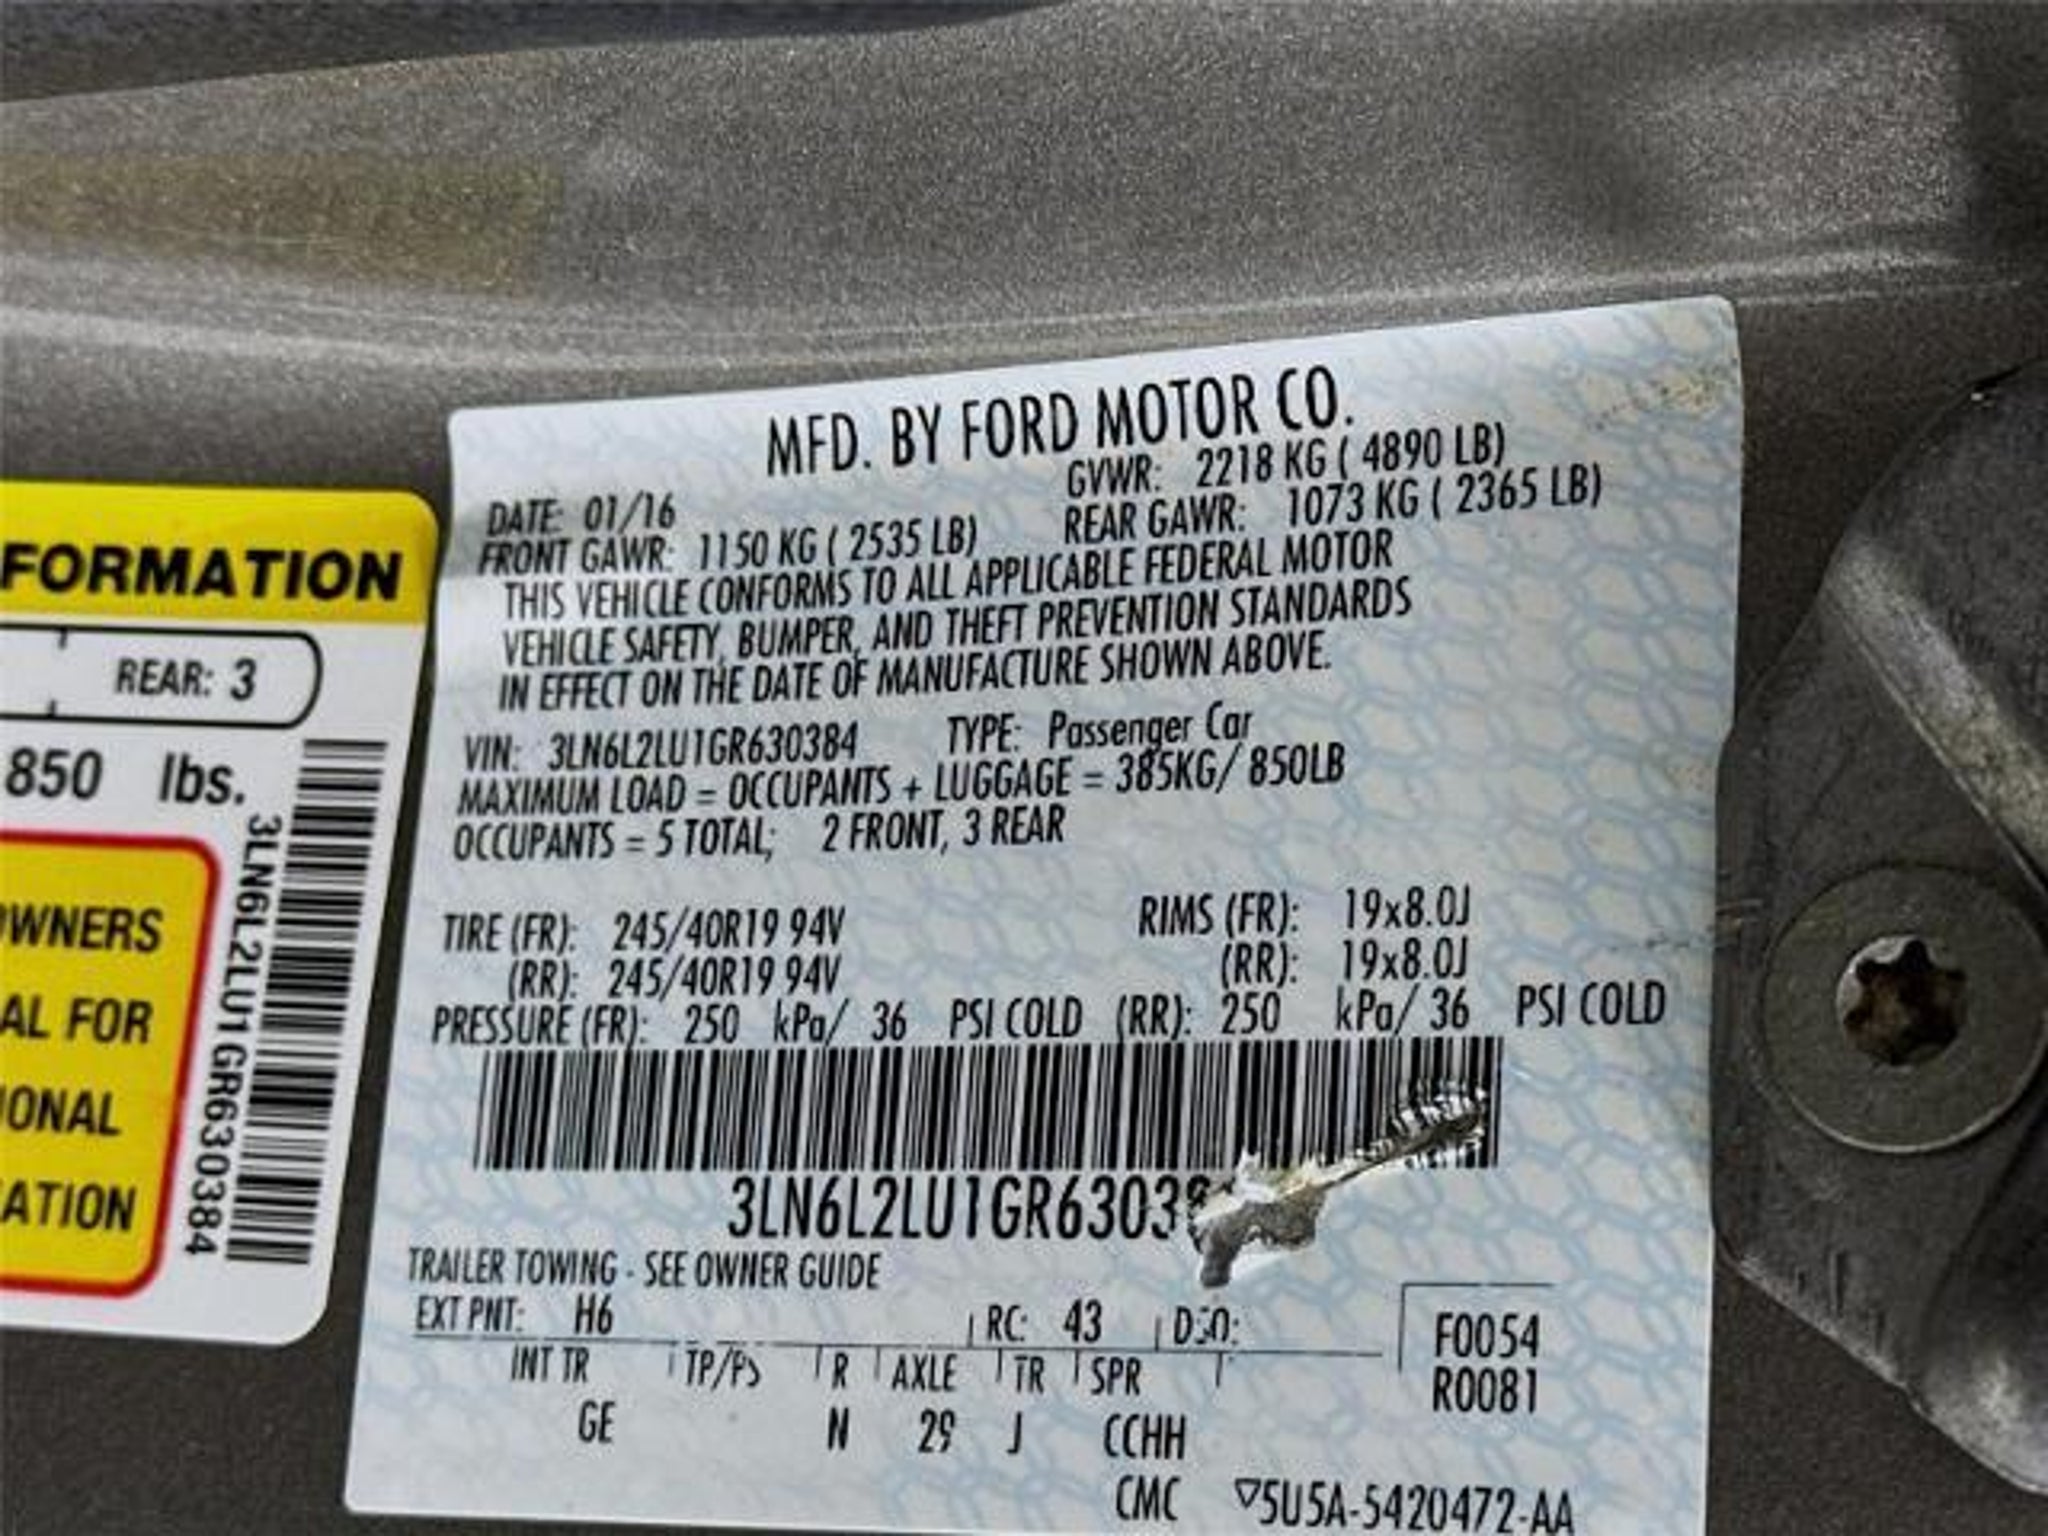 FORMATION
REAR: 3
850 lbs.
OWNERS
AL FOR
IONAL
ATION
3LN6L2LU1GR630384
MFD. BY FORD MOTOR CO.
DATE: 01/16 GVWR: 2218 KG ( 4890 LB)
FRONT GAWR: 1150 KG ( 2535 LB) REAR GAWR: 1073 KG ( 2365 LB)
THIS VEHICLE CONFORMS TO ALL APPLICABLE FEDERAL MOTOR
VEHICLE SAFETY, BUMPER, AND THEFT PREVENTION STANDARDS
IN EFFECT ON THE DATE OF MANUFACTURE SHOWN ABOVE.
VIN: 3LN6L2LU1GR630384 TYPE: Passenger Car
MAXIMUM LOAD = OCCUPANTS + LUGGAGE = 385KG/ 850LB
OCCUPANTS = 5 TOTAL; 2 FRONT, 3 REAR
TIRE (FR): 245/40R19 94V RIMS (FR): 19x8.0J
(RR): 245/40R19 94V (RR): 19x8.0J
PRESSURE (FR): 250 kPa/ 36 PSI COLD (RR): 250 kPa/ 36 PSI COLD
TRAILER TOWING - SEE OWNER GUIDE
EXT PNT: H6 RC: 43 DSO:
F0054
INT TR TP/PS R AXLE TR SPR
R0081
GE N 29 J CCHH
CMC ▽5U5A-5420472-AA